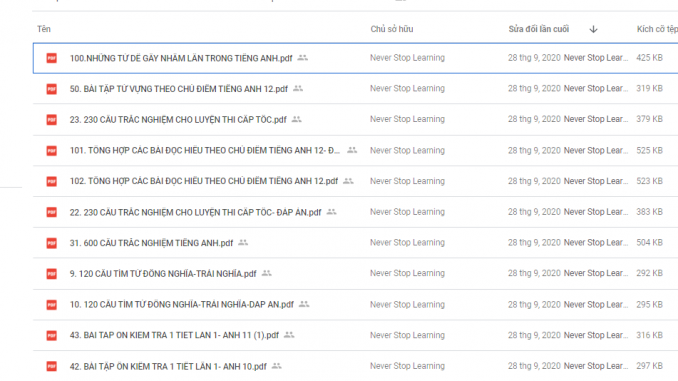 Tên Chủ sở hữu Sửa đổi lần cuối Kích cỡ tệp
PDF 100.NHỮNG TỪ DỄ GÂY NHẦM LẪN TRONG TIẾNG ANH.pdf Never Stop Learning 28 thg 9, 2020 Never Stop Lear... 425 KB
PDF 50. BÀI TẬP TỪ VỰNG THEO CHỦ ĐIỂM TIẾNG ANH 12.pdf Never Stop Learning 28 thg 9, 2020 Never Stop Lear... 319 KB
PDF 23. 230 CÂU TRẮC NGHIỆM CHO LUYỆN THI CẤP TỐC.pdf Never Stop Learning 28 thg 9, 2020 Never Stop Lear... 379 KB
PDF 101. TỔNG HỢP CÁC BÀI ĐỌC HIỂU THEO CHỦ ĐIỂM TIẾNG ANH 12- Đ... Never Stop Learning 28 thg 9, 2020 Never Stop Lear... 525 KB
PDF 102. TỔNG HỢP CÁC BÀI ĐỌC HIỂU THEO CHỦ ĐIỂM TIẾNG ANH 12.pdf Never Stop Learning 28 thg 9, 2020 Never Stop Lear... 523 KB
PDF 22. 230 CÂU TRẮC NGHIỆM CHO LUYỆN THI CẤP TỐC- ĐÁP ÁN.pdf Never Stop Learning 28 thg 9, 2020 Never Stop Lear... 383 KB
PDF 31. 600 CÂU TRẮC NGHIỆM TIẾNG ANH.pdf Never Stop Learning 28 thg 9, 2020 Never Stop Lear... 504 KB
PDF 9. 120 CÂU TÌM TỪ ĐỒNG NGHĨA-TRÁI NGHĨA.pdf Never Stop Learning 28 thg 9, 2020 Never Stop Lear... 292 KB
PDF 10. 120 CÂU TÌM TỪ ĐỒNG NGHĨA-TRÁI NGHĨA-DAP AN.pdf Never Stop Learning 28 thg 9, 2020 Never Stop Lear... 295 KB
PDF 43. BAI TAP ON KIEM TRA 1 TIET LAN 1- ANH 11 (1).pdf Never Stop Learning 28 thg 9, 2020 Never Stop Lear... 316 KB
PDF 42. BÀI TẬP ÔN KIỂM TRA 1 TIẾT LẦN 1- ANH 10.pdf Never Stop Learning 28 thg 9, 2020 Never Stop Lear... 297 KB